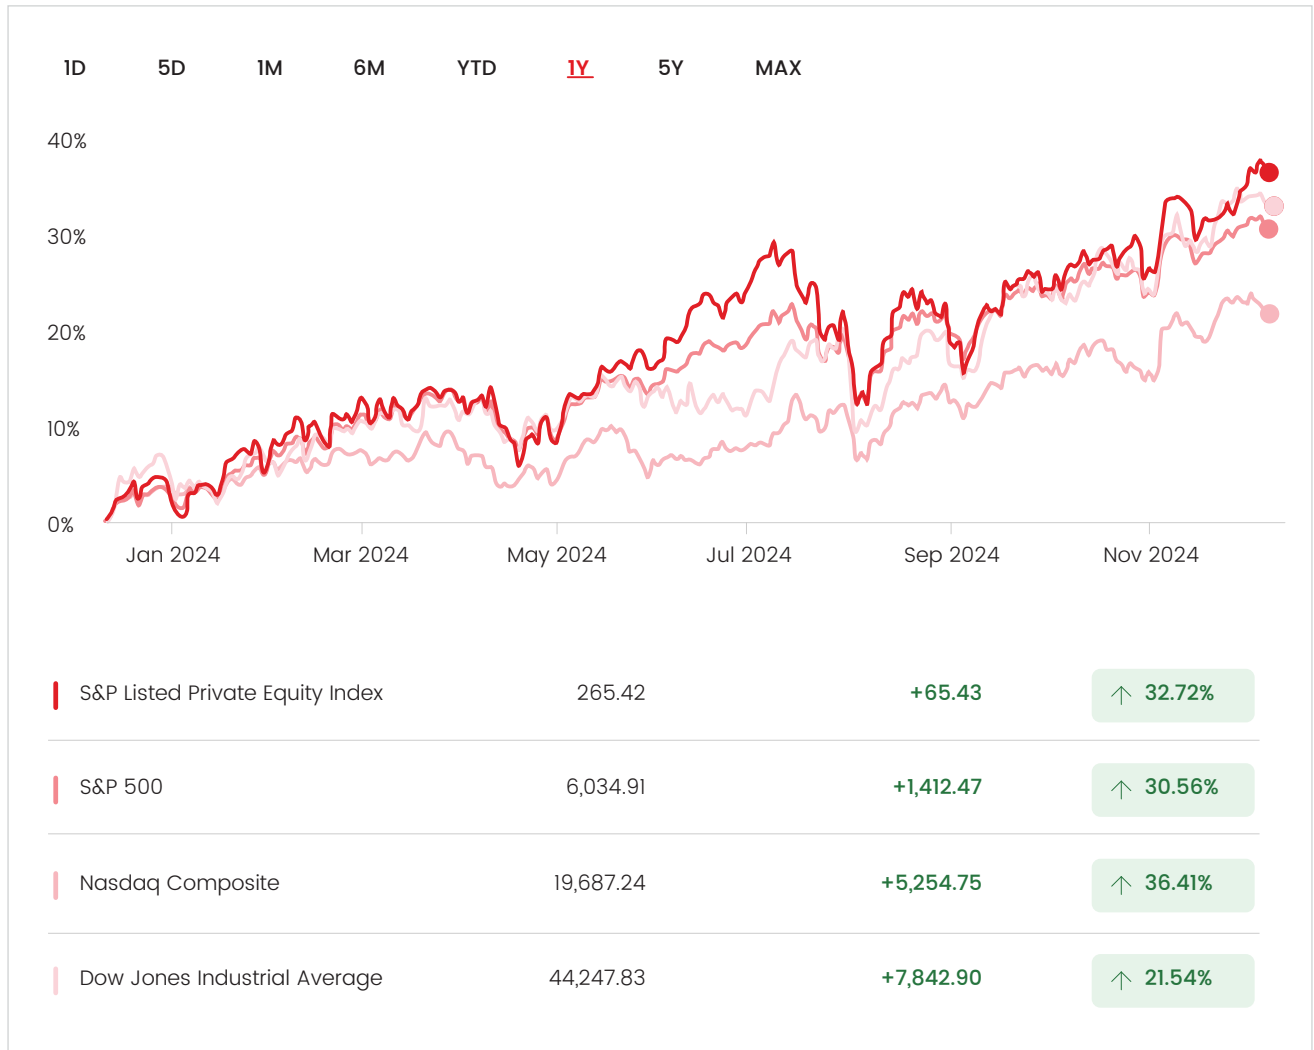 1D 5D 1M 6M YTD 1Y 5Y MAX
40%
30%
20%
10%
0%
Jan 2024 Mar 2024 May 2024 Jul 2024 Sep 2024 Nov 2024
S&P Listed Private Equity Index 265.42 +65.43 ↑ 32.72%
S&P 500 6,034.91 +1,412.47 ↑ 30.56%
Nasdaq Composite 19,687.24 +5,254.75 ↑ 36.41%
Dow Jones Industrial Average 44,247.83 +7,842.90 ↑ 21.54%